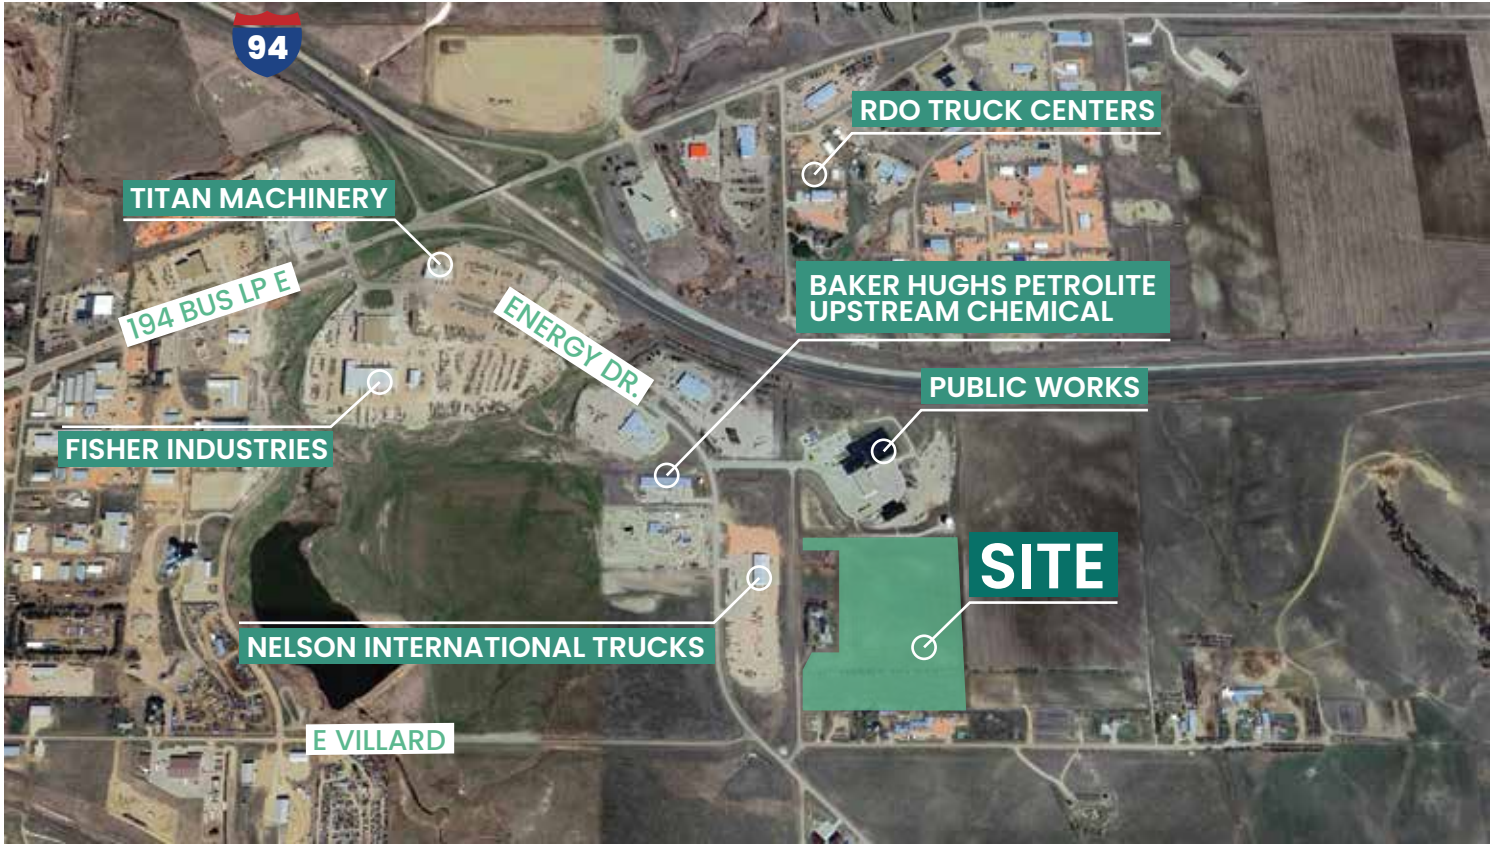 94
RDO TRUCK CENTERS
TITAN MACHINERY
194 BUS LP E
ENERGY DR.
BAKER HUGHS PETROLITE
UPSTREAM CHEMICAL
PUBLIC WORKS
FISHER INDUSTRIES
SITE
NELSON INTERNATIONAL TRUCKS
E VILLARD